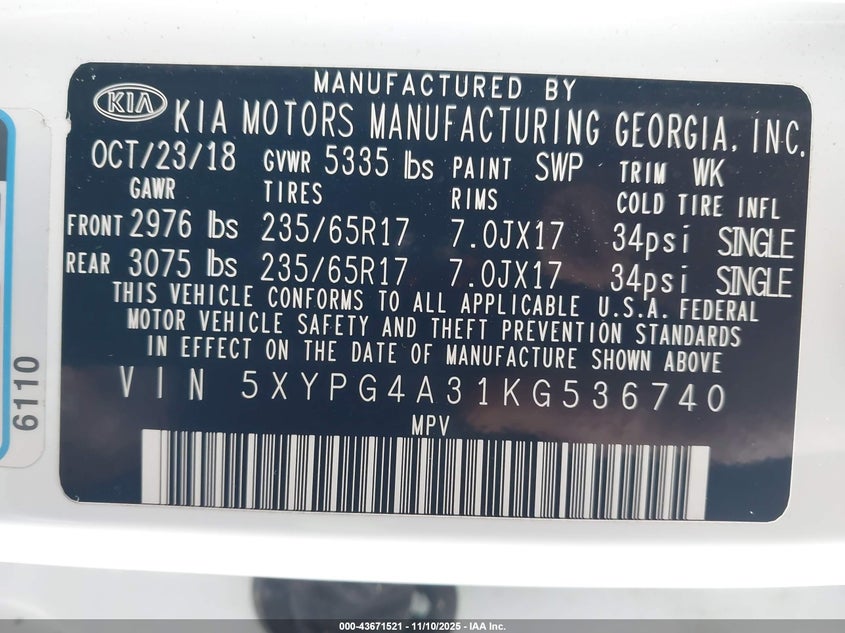 MANUFACTURED BY
KIA KIA MOTORS MANUFACTURING GEORGIA, INC.
OCT/23/18 GVWR 5335 lbs PAINT SWP TRIM WK
GAWR TIRES RIMS COLD TIRE INFL
FRONT 2976 lbs 235/65R17 7.0JX17 34psi SINGLE
REAR 3075 lbs 235/65R17 7.0JX17 34psi SINGLE
THIS VEHICLE CONFORMS TO ALL APPLICABLE U.S.A. FEDERAL
MOTOR VEHICLE SAFETY AND THEFT PREVENTION STANDARDS
IN EFFECT ON THE DATE OF MANUFACTURE SHOWN ABOVE
VIN 5XYPG4A31KG536740
MPV
6110
000-43671521 - 11/10/2025 - IAA Inc.